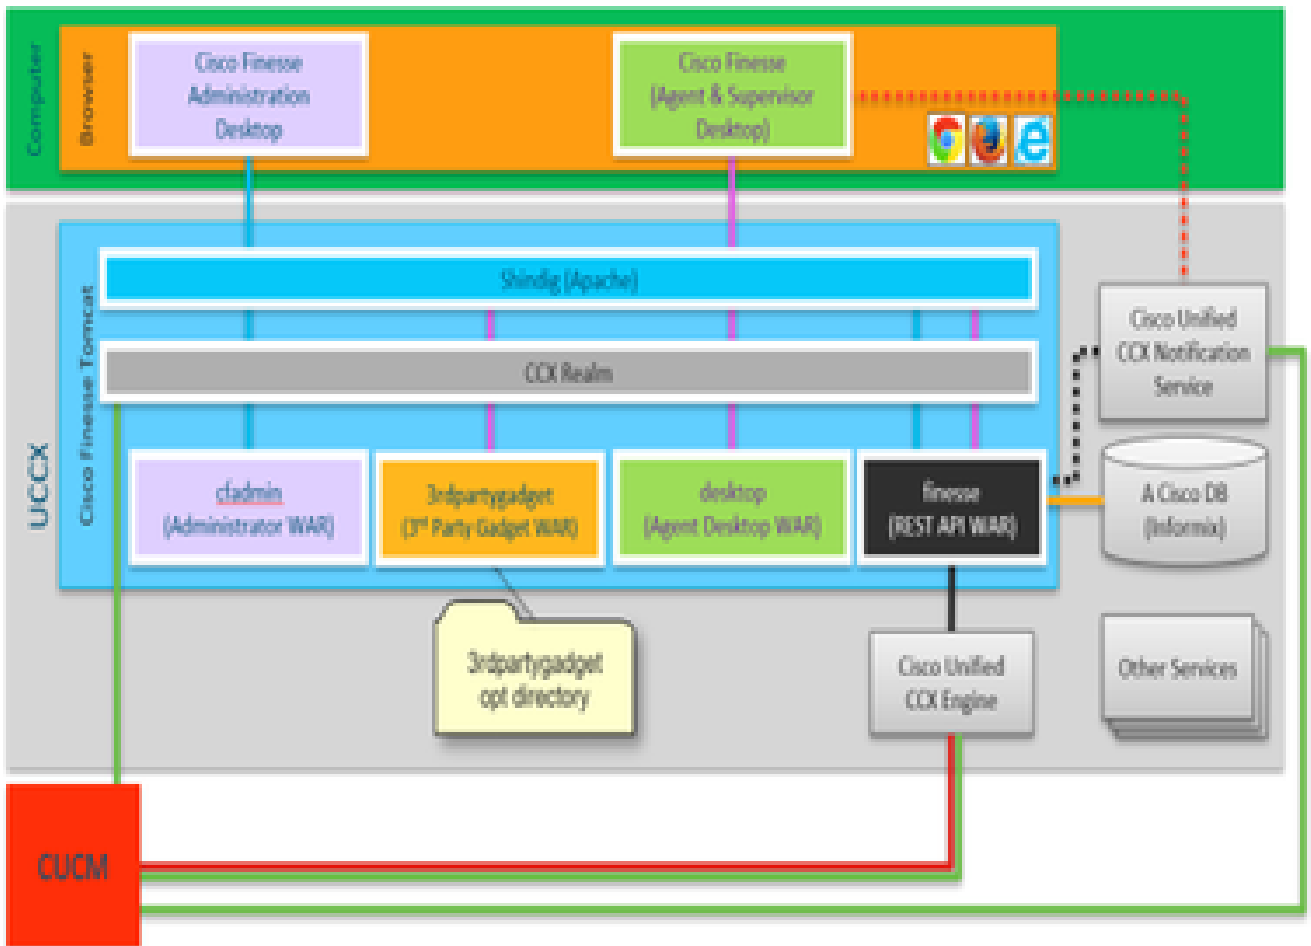 Computer
Browser
Cisco Finesse
Administration
Desktop
Cisco Finesse
(Agent & Supervisor
Desktop)
UCCX
Cisco Finesse Tomcat
Shindig (Apache)
CCX Realm
cfadmin
(Administrator WAR)
3rdpartygadget
(3rd Party Gadget WAR)
desktop
(Agent Desktop WAR)
finesse
(REST API WAR)
Cisco Unified
CCX Notification
Service
A Cisco DB
(Informix)
3rdpartygadget
opt directory
Cisco Unified
CCX Engine
Other Services
CUCM